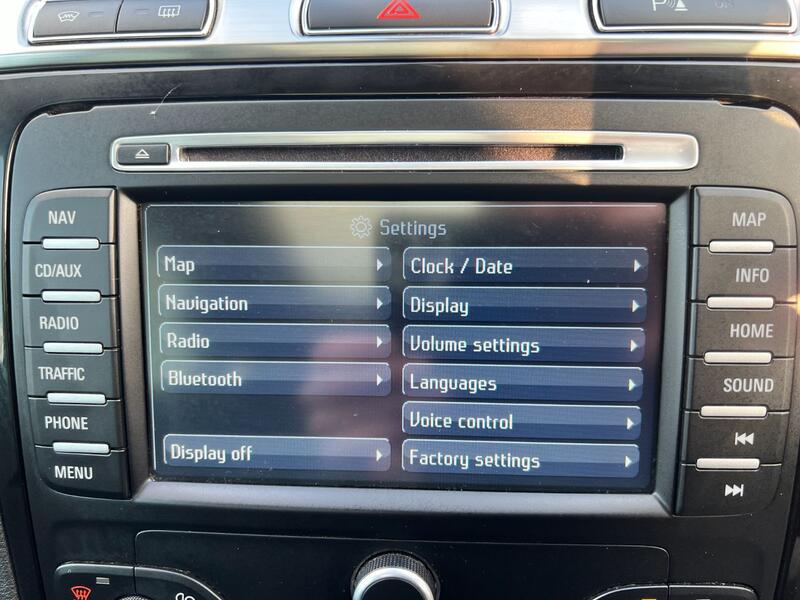 P
NAV
CD/AUX
RADIO
TRAFFIC
PHONE
MENU
Settings
Map
Navigation
Radio
Bluetooth
Display off
Clock / Date
Display
Volume settings
Languages
Voice control
Factory settings
MAP
INFO
HOME
SOUND